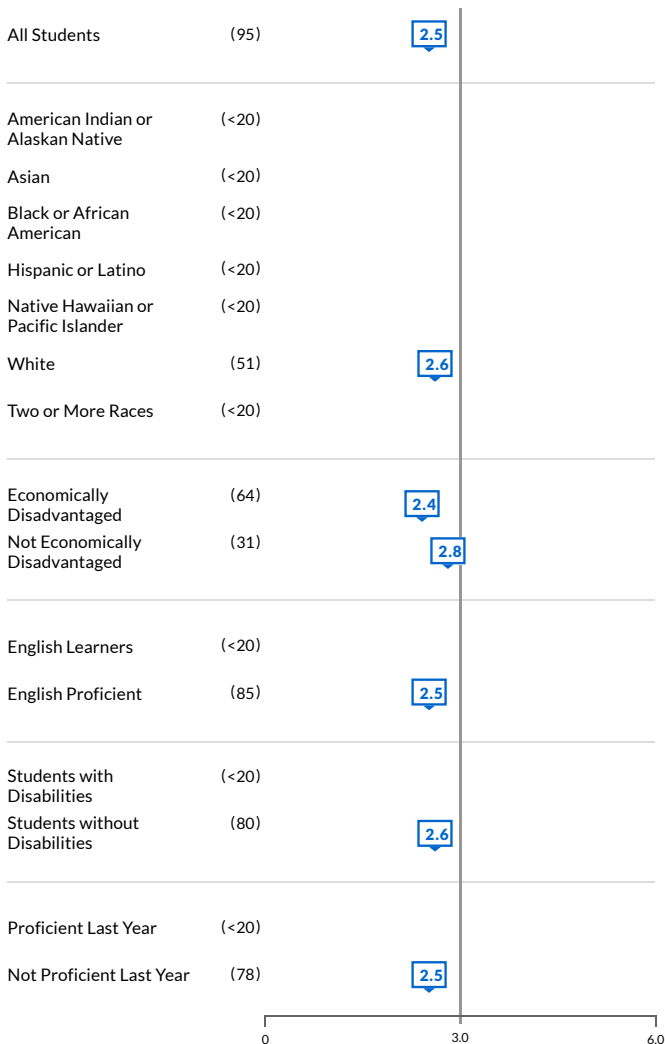 All Students (95) 2.5
American Indian or (<20)
Alaskan Native
Asian (<20)
Black or African (<20)
American
Hispanic or Latino (<20)
Native Hawaiian or (<20)
Pacific Islander
White (51) 2.6
Two or More Races (<20)
Economically (64) 2.4
Disadvantaged
Not Economically (31) 2.8
Disadvantaged
English Learners (<20)
English Proficient (85) 2.5
Students with (<20)
Disabilities
Students without (80) 2.6
Disabilities
Proficient Last Year (<20)
Not Proficient Last Year (78) 2.5
0 3.0 6.0